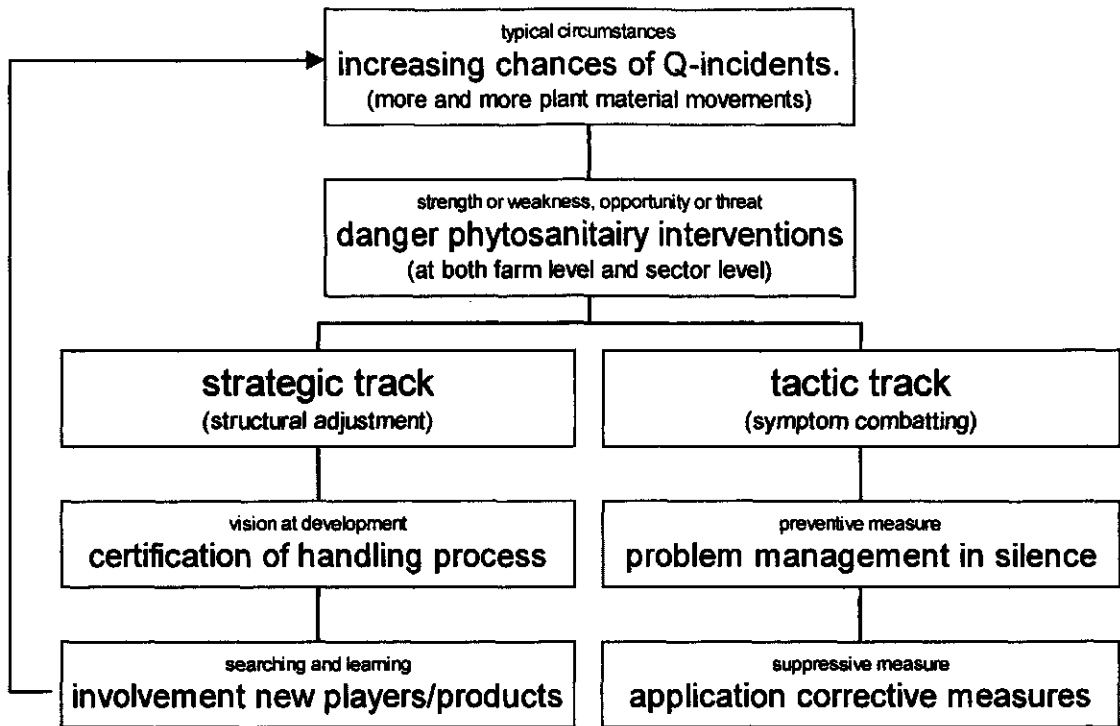 typical circumstances
increasing chances of Q-incidents.
(more and more plant material movements)
strength or weakness, opportunity or threat
danger phytosanitairy interventions
(at both farm level and sector level)
strategic track
(structural adjustment)
tactic track
(symptom combatting)
vision at development
certification of handling process
preventive measure
problem management in silence
searching and learning
involvement new players/products
suppressive measure
application corrective measures